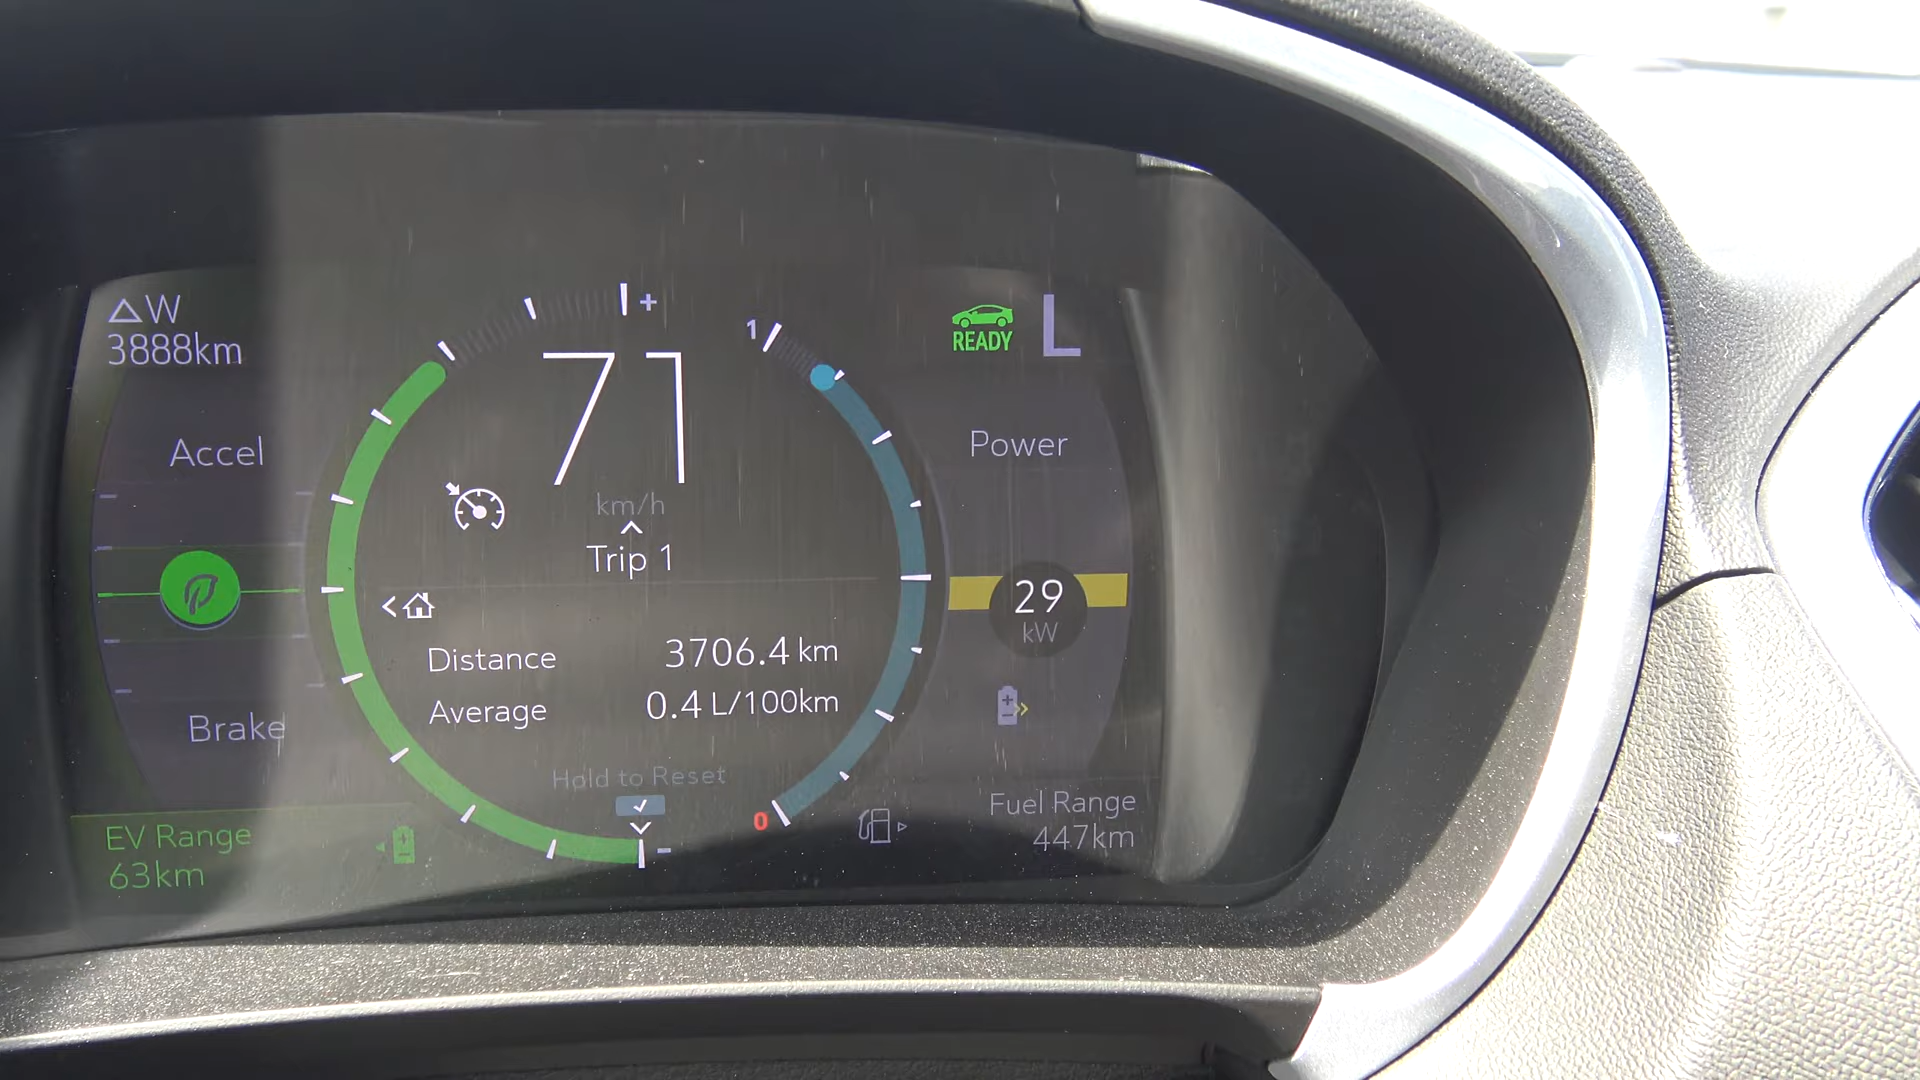 △W
3888km
+
1
READY
L
71
km/h
Accel
Power
Trip 1
29
kW
Distance 3706.4 km
Average 0.4 L/100km
Brake
Hold to Reset
0
-
EV Range
63km
Fuel Range
447km